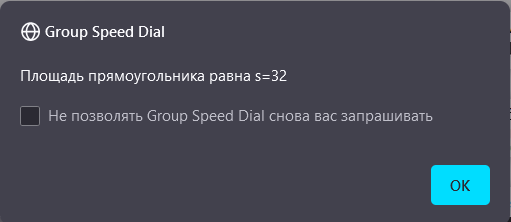 Group Speed Dial
Площадь прямоугольника равна s=32
Не позволять Group Speed Dial снова вас запрашивать
OK